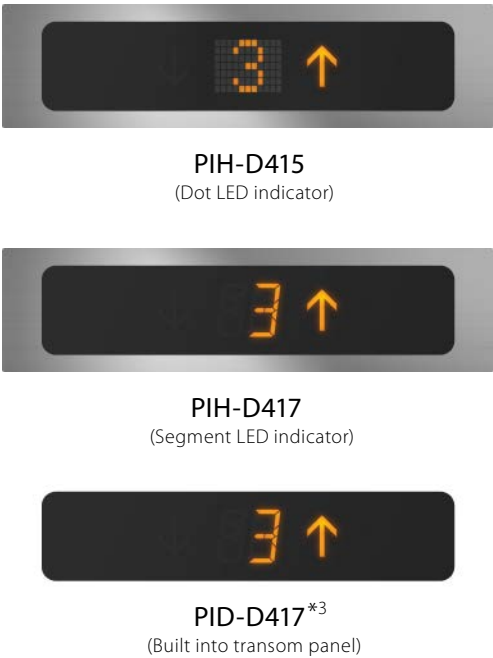 3 ↑
PIH-D415
(Dot LED indicator)
3 ↑
PIH-D417
(Segment LED indicator)
3 ↑
PID-D417*3
(Built into transom panel)